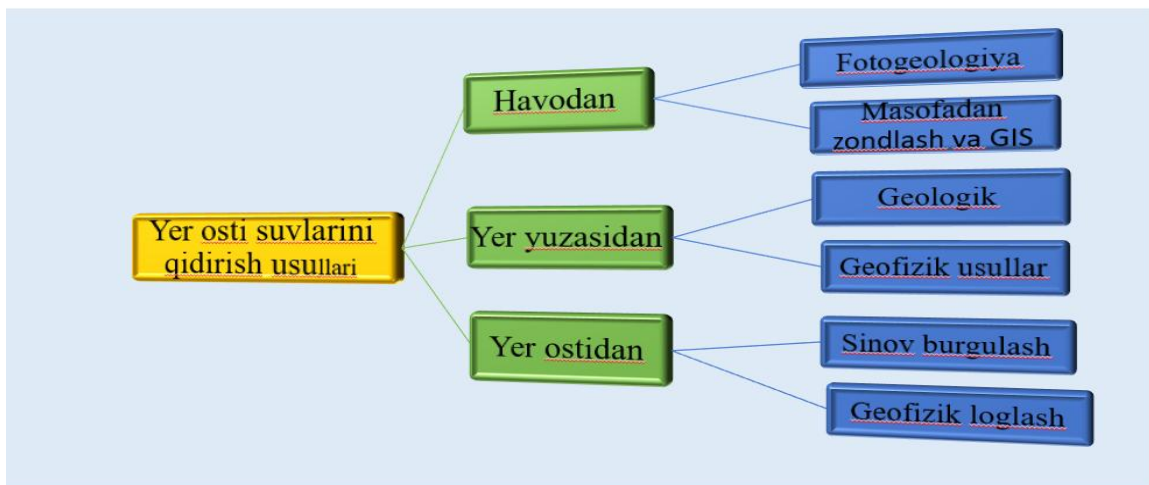 Yer osti suvlarini
qidirish usullari
Havodan
Yer yuzasidan
Yer ostidan
Fotogeologiya
Masofadan
zondlash va GIS
Geologik
Geofizik usullar
Sinov burgulash
Geofizik loglash